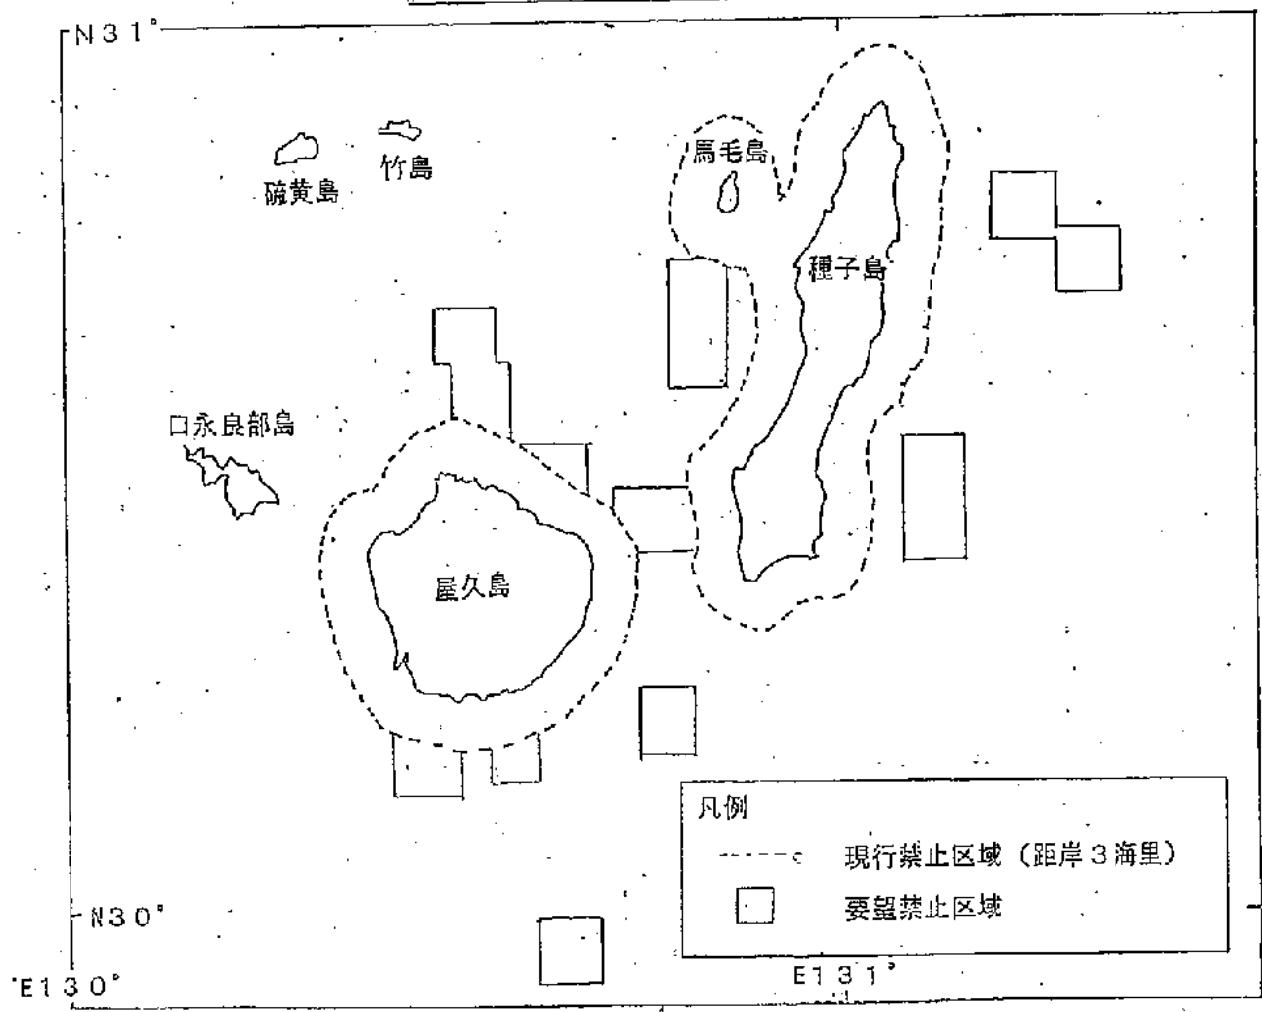 N31°
竹島
硫黄島
馬毛島
種子島
口永良部島
屋久島
凡例
現行禁止区域（距岸３海里）
要望禁止区域
N30°
E131°
E130°